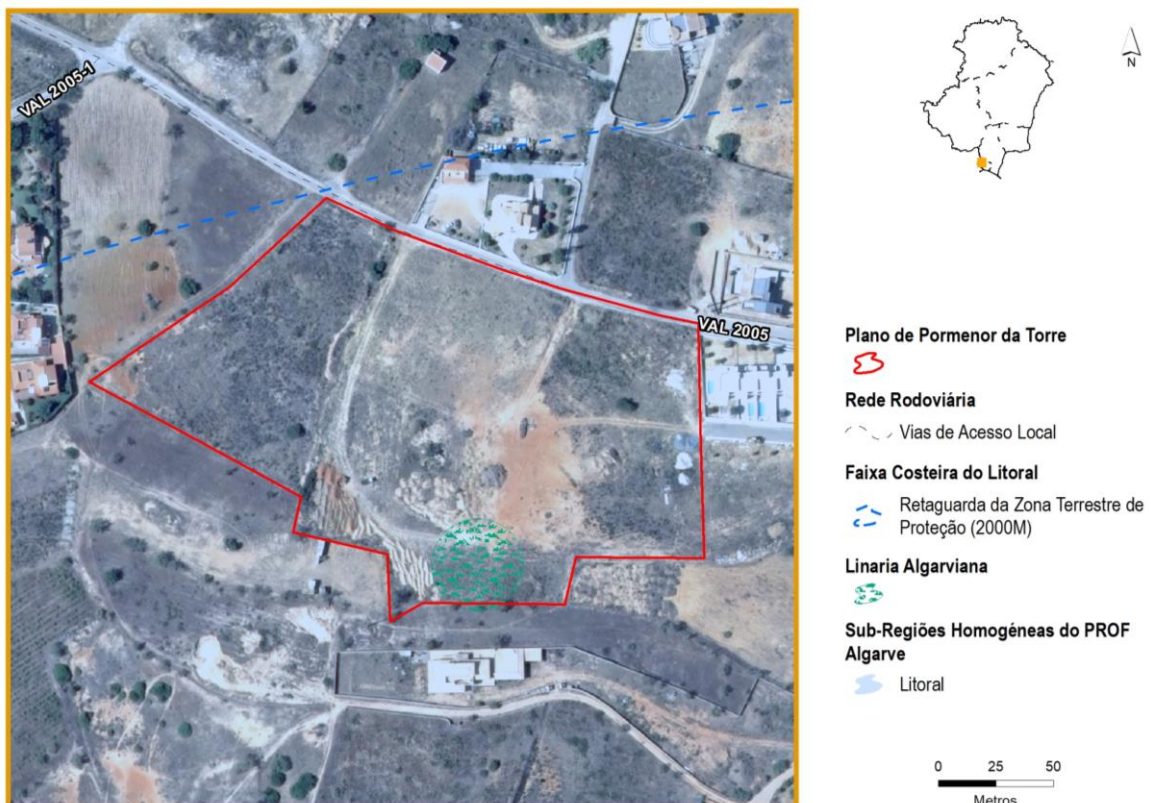 VAL 2005-1
VAL 2005
N
Plano de Pormenor da Torre
Rede Rodoviária
Vias de Acesso Local
Faixa Costeira do Litoral
Retaguarda da Zona Terrestre de
Proteção (2000M)
Linaria Algarviana
Sub-Regiões Homogéneas do PROF
Algarve
Litoral
0 25 50
Metros